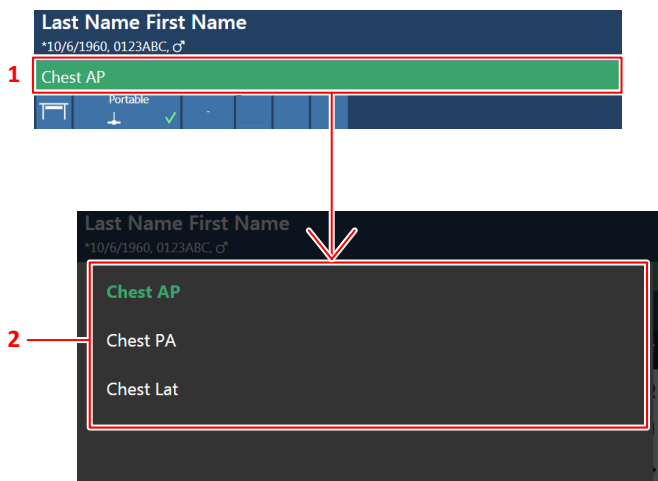 Last Name First Name
*10/6/1960, 0123ABC, ♂
1
Chest AP
Portable
-
Last Name First Name
*10/6/1960, 0123ABC, ♂
Chest AP
2
Chest PA
Chest Lat